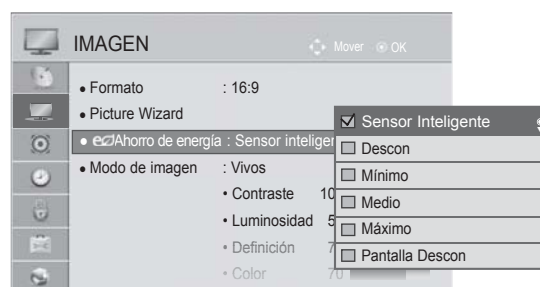 IMAGEN
Mover OK
• Formato : 16:9
• Picture Wizard
• eco Ahorro de energía : Sensor inteliger
• Modo de imagen : Vivos
• Contraste 10
• Luminosidad 5
• Definición 7
• Color 70
Sensor Inteligente
Descon
Mínimo
Medio
Máximo
Pantalla Descon